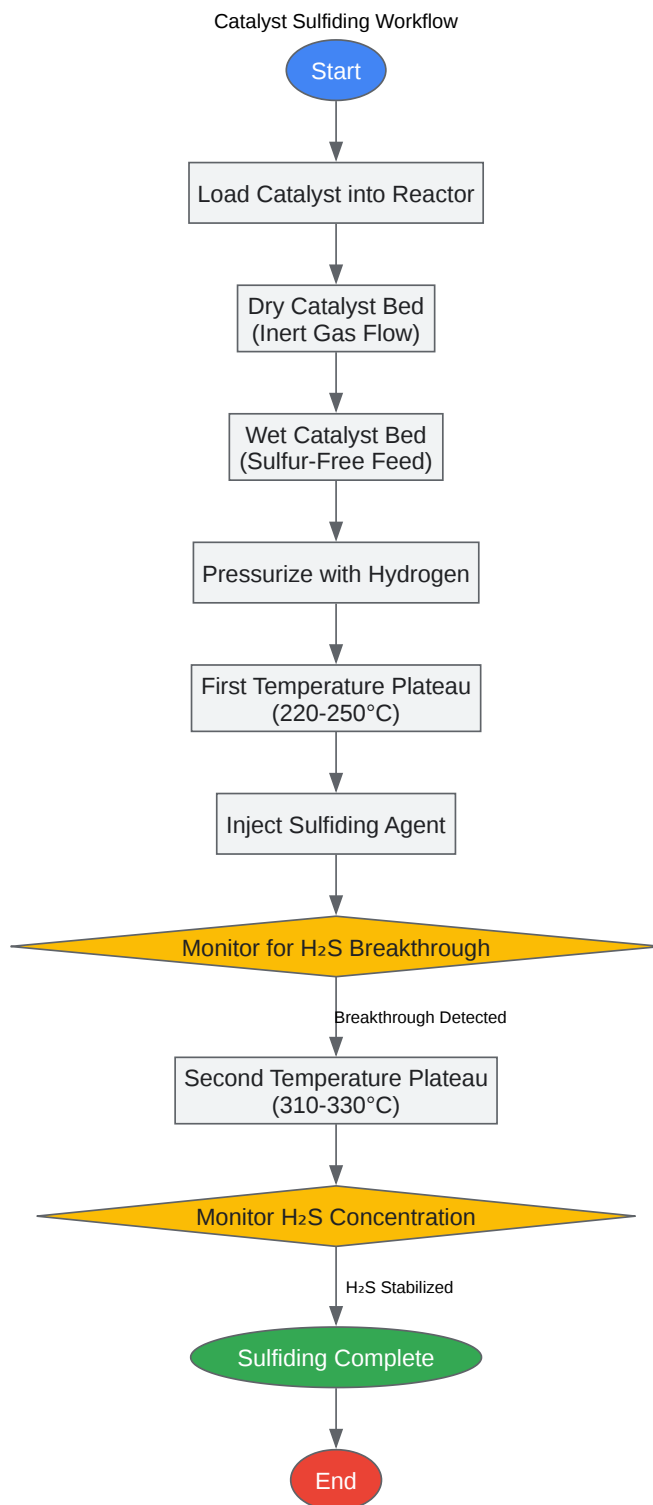 Catalyst Sulfiding Workflow
Start
Load Catalyst into Reactor
Dry Catalyst Bed
(Inert Gas Flow)
Wet Catalyst Bed
(Sulfur-Free Feed)
Pressurize with Hydrogen
First Temperature Plateau
(220-250°C)
Inject Sulfiding Agent
Monitor for H₂S Breakthrough
Breakthrough Detected
Second Temperature Plateau
(310-330°C)
Monitor H₂S Concentration
H₂S Stabilized
Sulfiding Complete
End